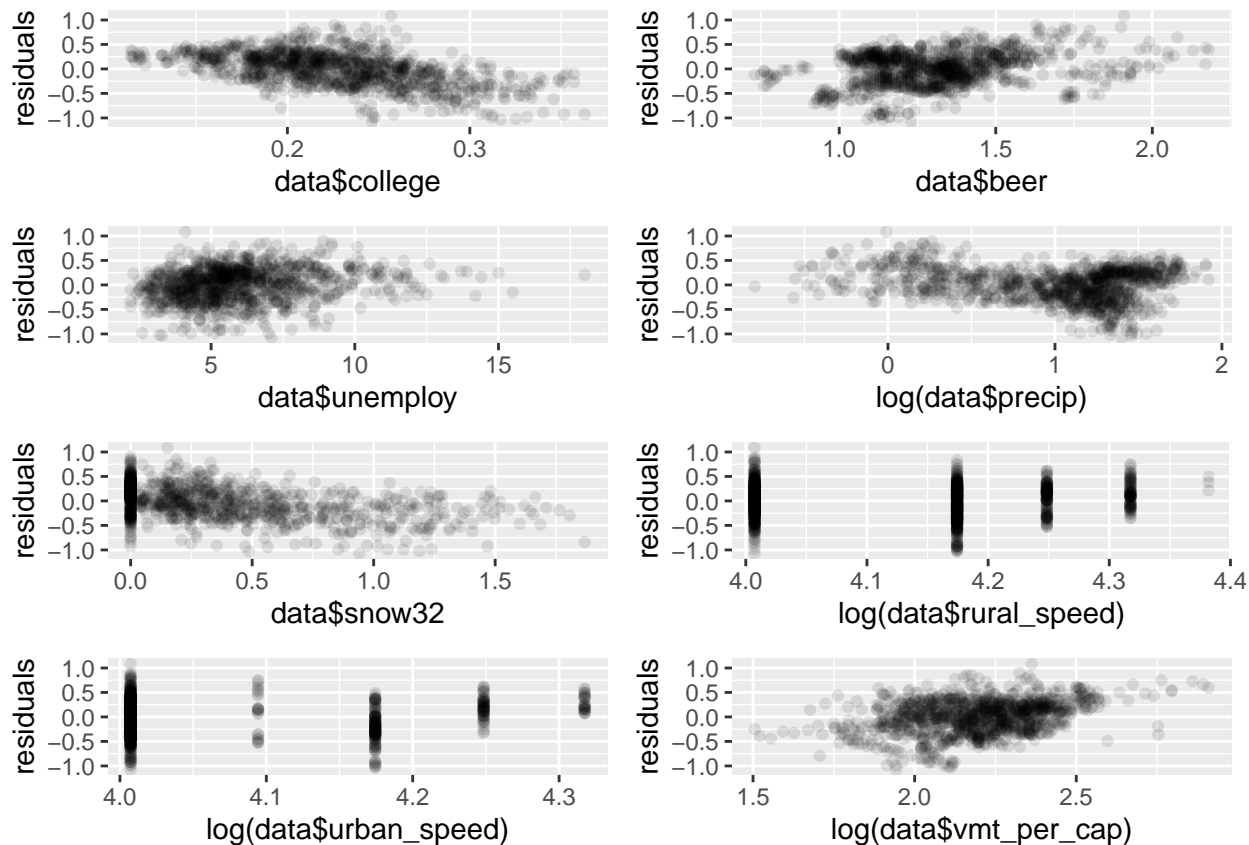 residuals
1.0
0.5
0.0
−0.5
−1.0
0.2 0.3
data$college
residuals
1.0
0.5
0.0
−0.5
−1.0
1.0 1.5 2.0
data$beer
residuals
1.0
0.5
0.0
−0.5
−1.0
5 10 15
data$unemploy
residuals
1.0
0.5
0.0
−0.5
−1.0
0 1 2
log(data$precip)
residuals
1.0
0.5
0.0
−0.5
−1.0
0.0 0.5 1.0 1.5
data$snow32
residuals
1.0
0.5
0.0
−0.5
−1.0
4.0 4.1 4.2 4.3 4.4
log(data$rural_speed)
residuals
1.0
0.5
0.0
−0.5
−1.0
4.0 4.1 4.2 4.3
log(data$urban_speed)
residuals
1.0
0.5
0.0
−0.5
−1.0
1.5 2.0 2.5
log(data$vmt_per_cap)